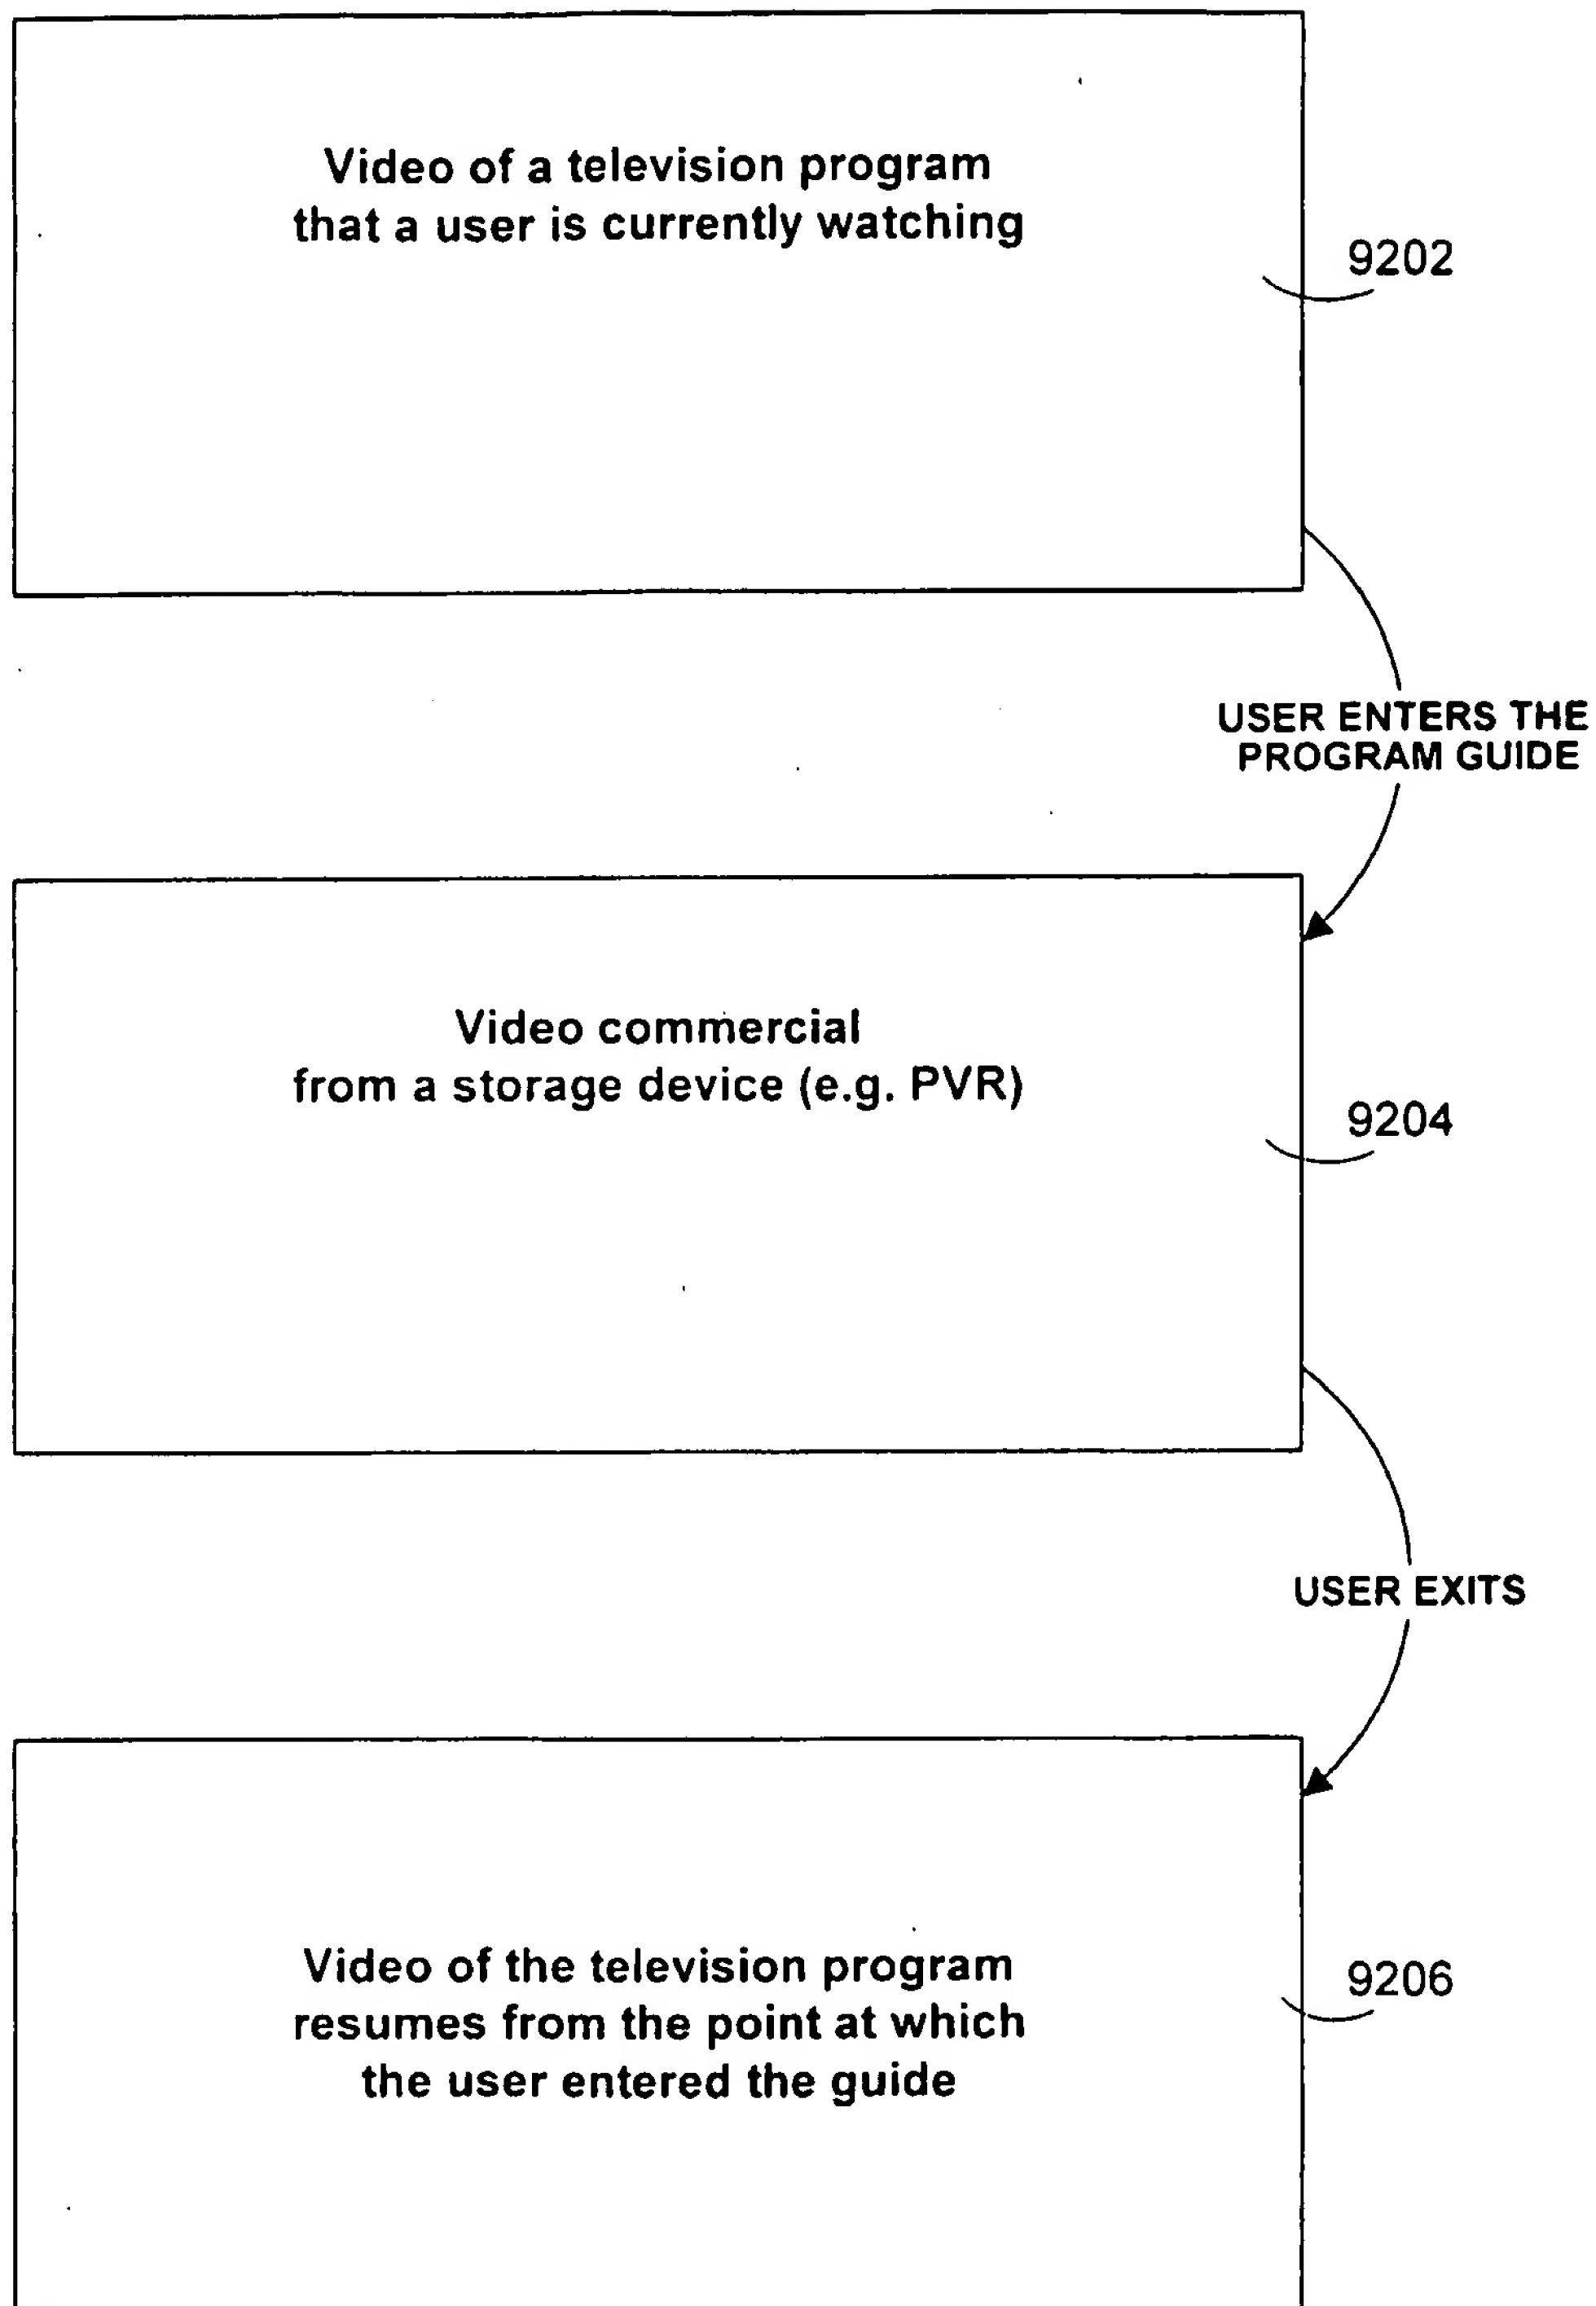 Video of a television program
that a user is currently watching
9202
USER ENTERS THE
PROGRAM GUIDE
Video commercial
from a storage device (e.g. PVR)
9204
USER EXITS
Video of the television program
resumes from the point at which
the user entered the guide
9206